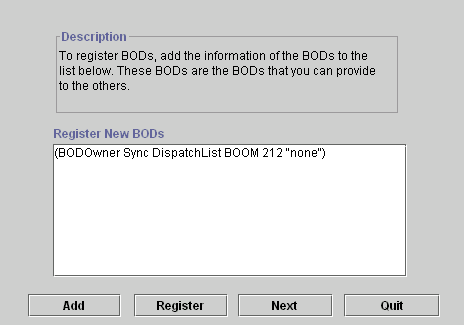 Description
To register BODs, add the information of the BODs to the
list below. These BODs are the BODs that you can provide
to the others.
Register New BODs
(BODOwner Sync DispatchList BOOM 212 "none")
Add Register Next Quit